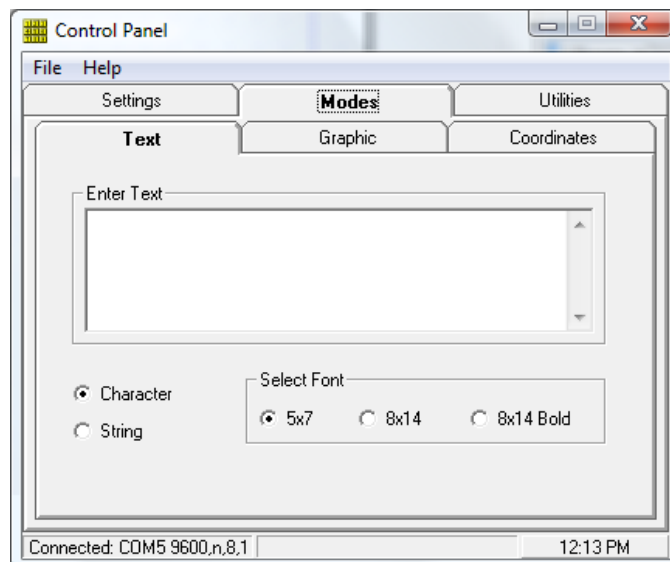 Control Panel
File Help
Settings Modes Utilities
Text Graphic Coordinates
Enter Text
Character
String
Select Font
5x7 8x14 8x14 Bold
Connected: COM5 9600,n,8,1 12:13 PM